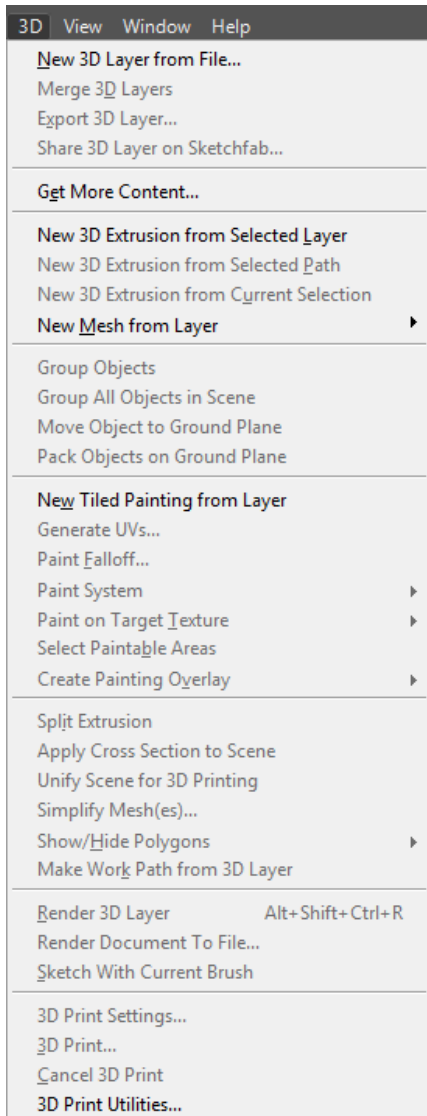 3D View Window Help
New 3D Layer from File...
Merge 3D Layers
Export 3D Layer...
Share 3D Layer on Sketchfab...
Get More Content...
New 3D Extrusion from Selected Layer
New 3D Extrusion from Selected Path
New 3D Extrusion from Current Selection
New Mesh from Layer
Group Objects
Group All Objects in Scene
Move Object to Ground Plane
Pack Objects on Ground Plane
New Tiled Painting from Layer
Generate UVs...
Paint Falloff...
Paint System
Paint on Target Texture
Select Paintable Areas
Create Painting Overlay
Split Extrusion
Apply Cross Section to Scene
Unify Scene for 3D Printing
Simplify Mesh(es)...
Show/Hide Polygons
Make Work Path from 3D Layer
Render 3D Layer Alt+Shift+Ctrl+R
Render Document To File...
Sketch With Current Brush
3D Print Settings...
3D Print...
Cancel 3D Print
3D Print Utilities...